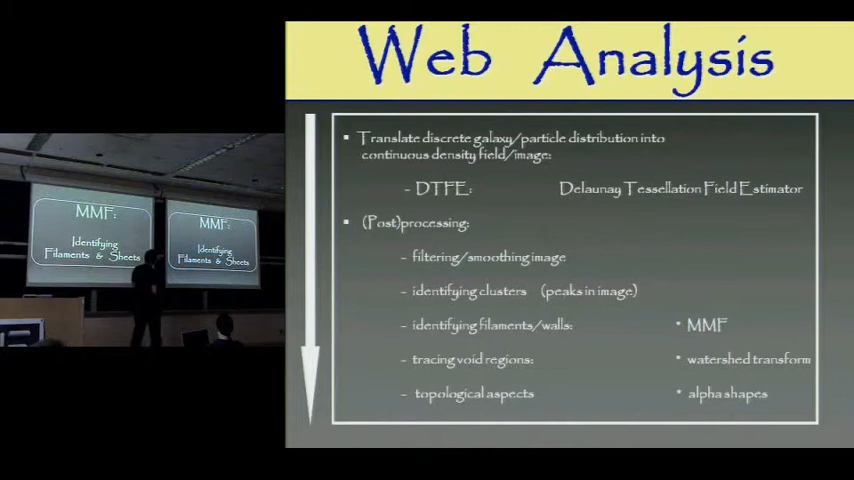 Web Analysis
▪ Translate discrete galaxy/particle distribution into
continuous density field/image:
– DTFE: Delaunay Tessellation Field Estimator
▪ (Post)processing:
– filtering/smoothing image
– identifying clusters (peaks in image)
– identifying filaments/walls: • MMF
– tracing void regions: • watershed transform
– topological aspects • alpha shapes
MMF:
Identifying
Filaments & Sheets
MMF:
Identifying
Filaments & Sheets